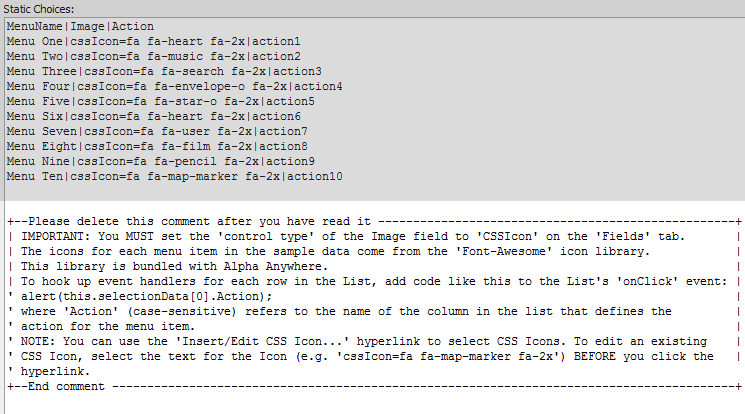 Static Choices:
MenuName|Image|Action
Menu One|cssIcon=fa fa-heart fa-2x|action1
Menu Two|cssIcon=fa fa-music fa-2x|action2
Menu Three|cssIcon=fa fa-search fa-2x|action3
Menu Four|cssIcon=fa fa-envelope-o fa-2x|action4
Menu Five|cssIcon=fa fa-star-o fa-2x|action5
Menu Six|cssIcon=fa fa-heart fa-2x|action6
Menu Seven|cssIcon=fa fa-user fa-2x|action7
Menu Eight|cssIcon=fa fa-film fa-2x|action8
Menu Nine|cssIcon=fa fa-pencil fa-2x|action9
Menu Ten|cssIcon=fa fa-map-marker fa-2x|action10
+--Please delete this comment after you have read it ---------------------------------------------------+
| IMPORTANT: You MUST set the 'control type' of the Image field to 'CSSIcon' on the 'Fields' tab. |
| The icons for each menu item in the sample data come from the 'Font-Awesome' icon library. |
| This library is bundled with Alpha Anywhere. |
| To hook up event handlers for each row in the List, add code like this to the List's 'onClick' event: |
' alert(this.selectionData[0].Action); |
' where 'Action' (case-sensitive) refers to the name of the column in the list that defines the |
' action for the menu item. |
' NOTE: You can use the 'Insert/Edit CSS Icon...' hyperlink to select CSS Icons. To edit an existing |
' CSS Icon, select the text for the Icon (e.g. 'cssIcon=fa fa-map-marker fa-2x') BEFORE you click the |
' hyperlink.
+--End comment -----------------------------------------------------------------------------------------+